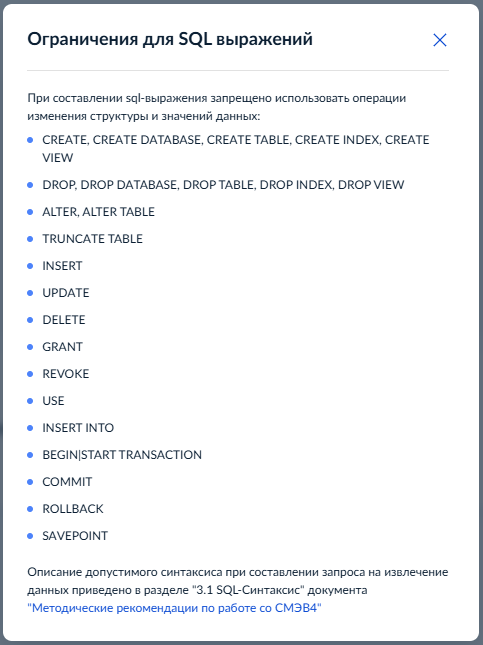 Ограничения для SQL выражений
При составлении sql-выражения запрещено использовать операции
изменения структуры и значений данных:
CREATE, CREATE DATABASE, CREATE TABLE, CREATE INDEX, CREATE
VIEW
DROP, DROP DATABASE, DROP TABLE, DROP INDEX, DROP VIEW
ALTER, ALTER TABLE
TRUNCATE TABLE
INSERT
UPDATE
DELETE
GRANT
REVOKE
USE
INSERT INTO
BEGIN|START TRANSACTION
COMMIT
ROLLBACK
SAVEPOINT
Описание допустимого синтаксиса при составлении запроса на извлечение
данных приведено в разделе "3.1 SQL-Синтаксис" документа
"Методические рекомендации по работе со СМЭВ4"